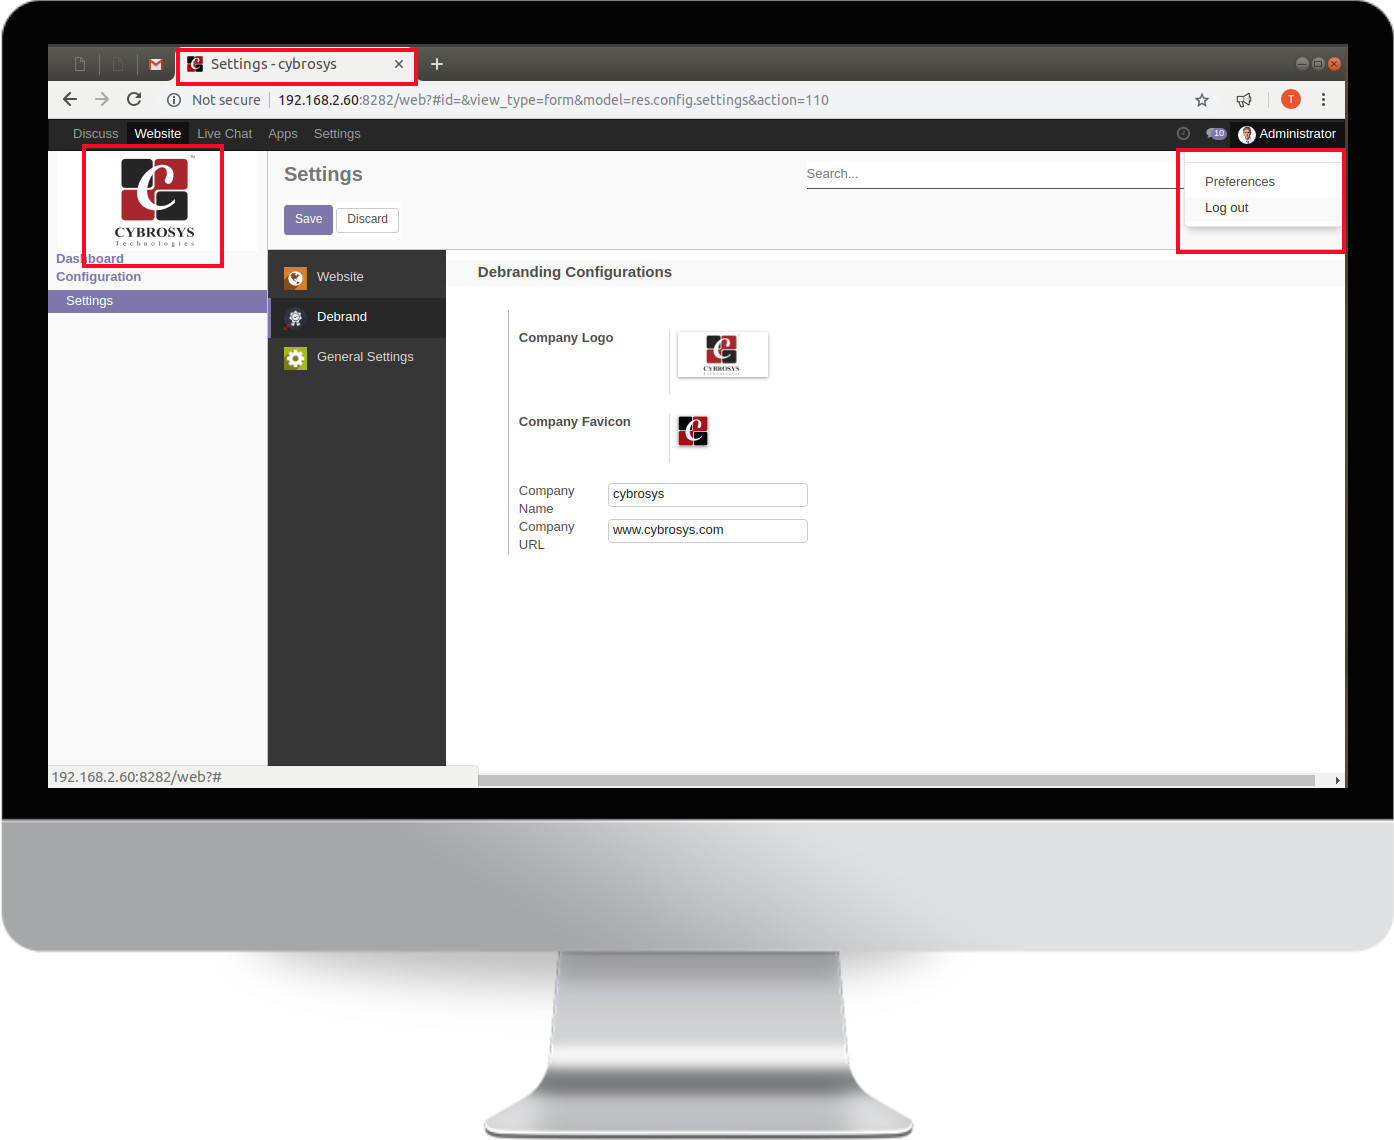 Settings - cybrosys
Not secure | 192.168.2.60:8282/web?#id=&view_type=form&model=res.config.settings&action=110
T
Discuss Website Live Chat Apps Settings
10 Administrator
C
CYBROSYS
Technologies
Dashboard
Configuration
Settings
Settings
Search...
Save Discard
Preferences
Log out
Website
Debrand
General Settings
Debranding Configurations
Company Logo
C
CYBROSYS
Technologies
Company Favicon
C
Company Name
cybrosys
Company URL
www.cybrosys.com
192.168.2.60:8282/web?#